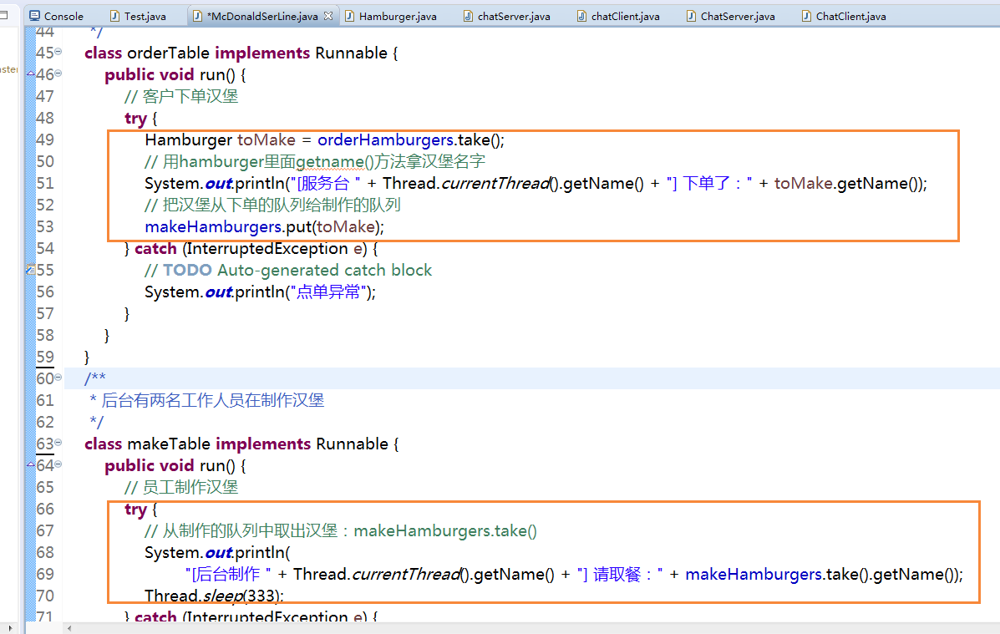 Console Test.java *McDonaldSerLine.java Hamburger.java chatServer.java chatClient.java ChatServer.java ChatClient.java
44 */
45 class orderTable implements Runnable {
46 public void run() {
47 // 客户下单汉堡
48 try {
49 Hamburger toMake = orderHamburgers.take();
50 // 用hamburger里面getname()方法拿汉堡名字
51 System.out.println("[服务台 " + Thread.currentThread().getName() + "] 下单了：" + toMake.getName());
52 // 把汉堡从下单的队列给制作的队列
53 makeHamburgers.put(toMake);
54 } catch (InterruptedException e) {
55 // TODO Auto-generated catch block
56 System.out.println("点单异常");
57 }
58 }
59 }
60 /**
61 * 后台有两名工作人员在制作汉堡
62 */
63 class makeTable implements Runnable {
64 public void run() {
65 // 员工制作汉堡
66 try {
67 // 从制作的队列中取出汉堡：makeHamburgers.take()
68 System.out.println(
69 "[后台制作 " + Thread.currentThread().getName() + "] 请取餐：" + makeHamburgers.take().getName());
70 Thread.sleep(333);
71 } catch (InterruptedException e) {